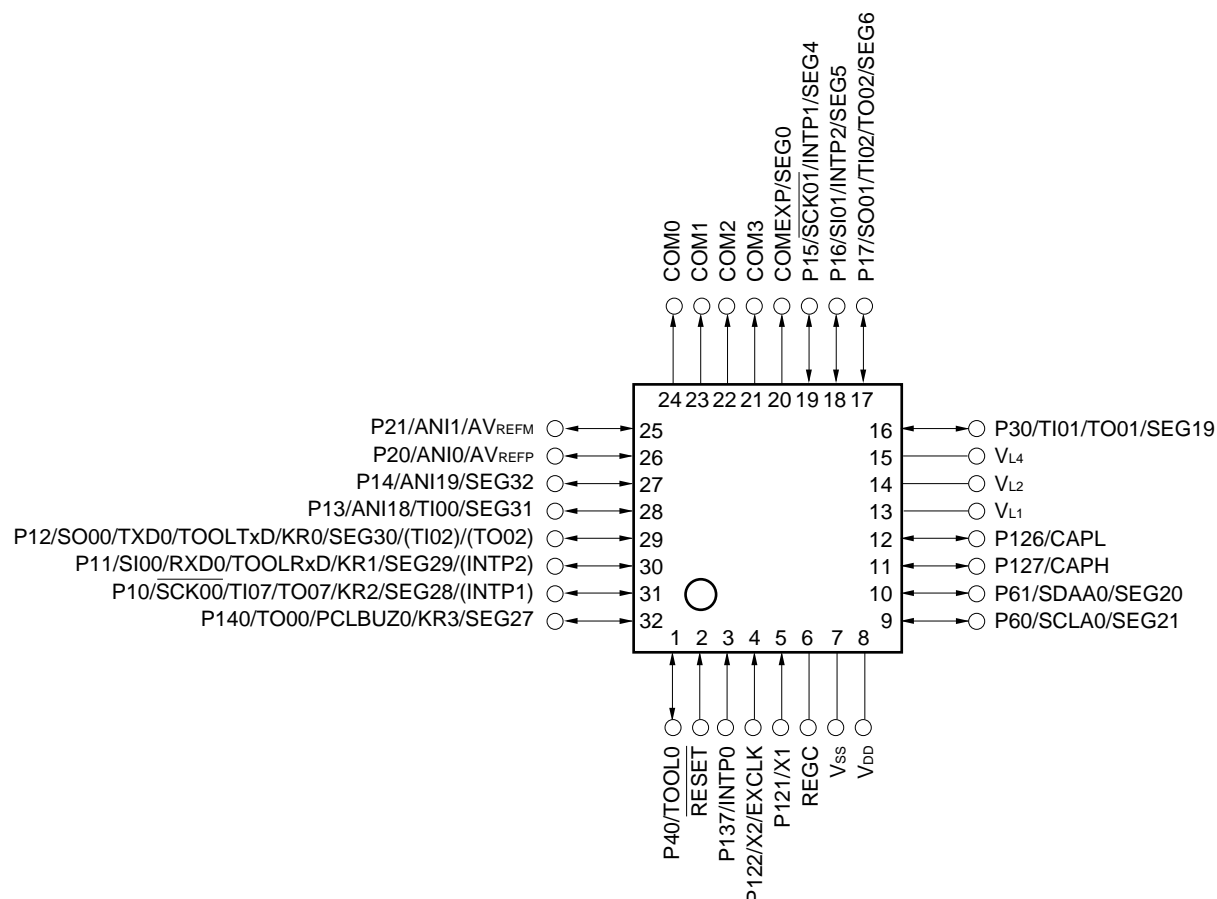 COM0
COM1
COM2
COM3
COMEXP/SEG0
P15/SCK01/INTP1/SEG4
P16/SI01/INTP2/SEG5
P17/SO01/TI02/TO02/SEG6
24 23 22 21 20 19 18 17
P21/ANI1/AVREFM 25
P20/ANI0/AVREFP 26
P14/ANI19/SEG32 27
P13/ANI18/TI00/SEG31 28
P12/SO00/TXD0/TOOLTxD/KR0/SEG30/(TI02)/(TO02) 29
P11/SI00/RXD0/TOOLRxD/KR1/SEG29/(INTP2) 30
P10/SCK00/TI07/TO07/KR2/SEG28/(INTP1) 31
P140/TO00/PCLBUZ0/KR3/SEG27 32
16 P30/TI01/TO01/SEG19
15 VL4
14 VL2
13 VL1
12 P126/CAPL
11 P127/CAPH
10 P61/SDAA0/SEG20
9 P60/SCLA0/SEG21
1 2 3 4 5 6 7 8
P40/TOOL0
RESET
P137/INTP0
P122/X2/EXCLK
P121/X1
REGC
VSS
VDD